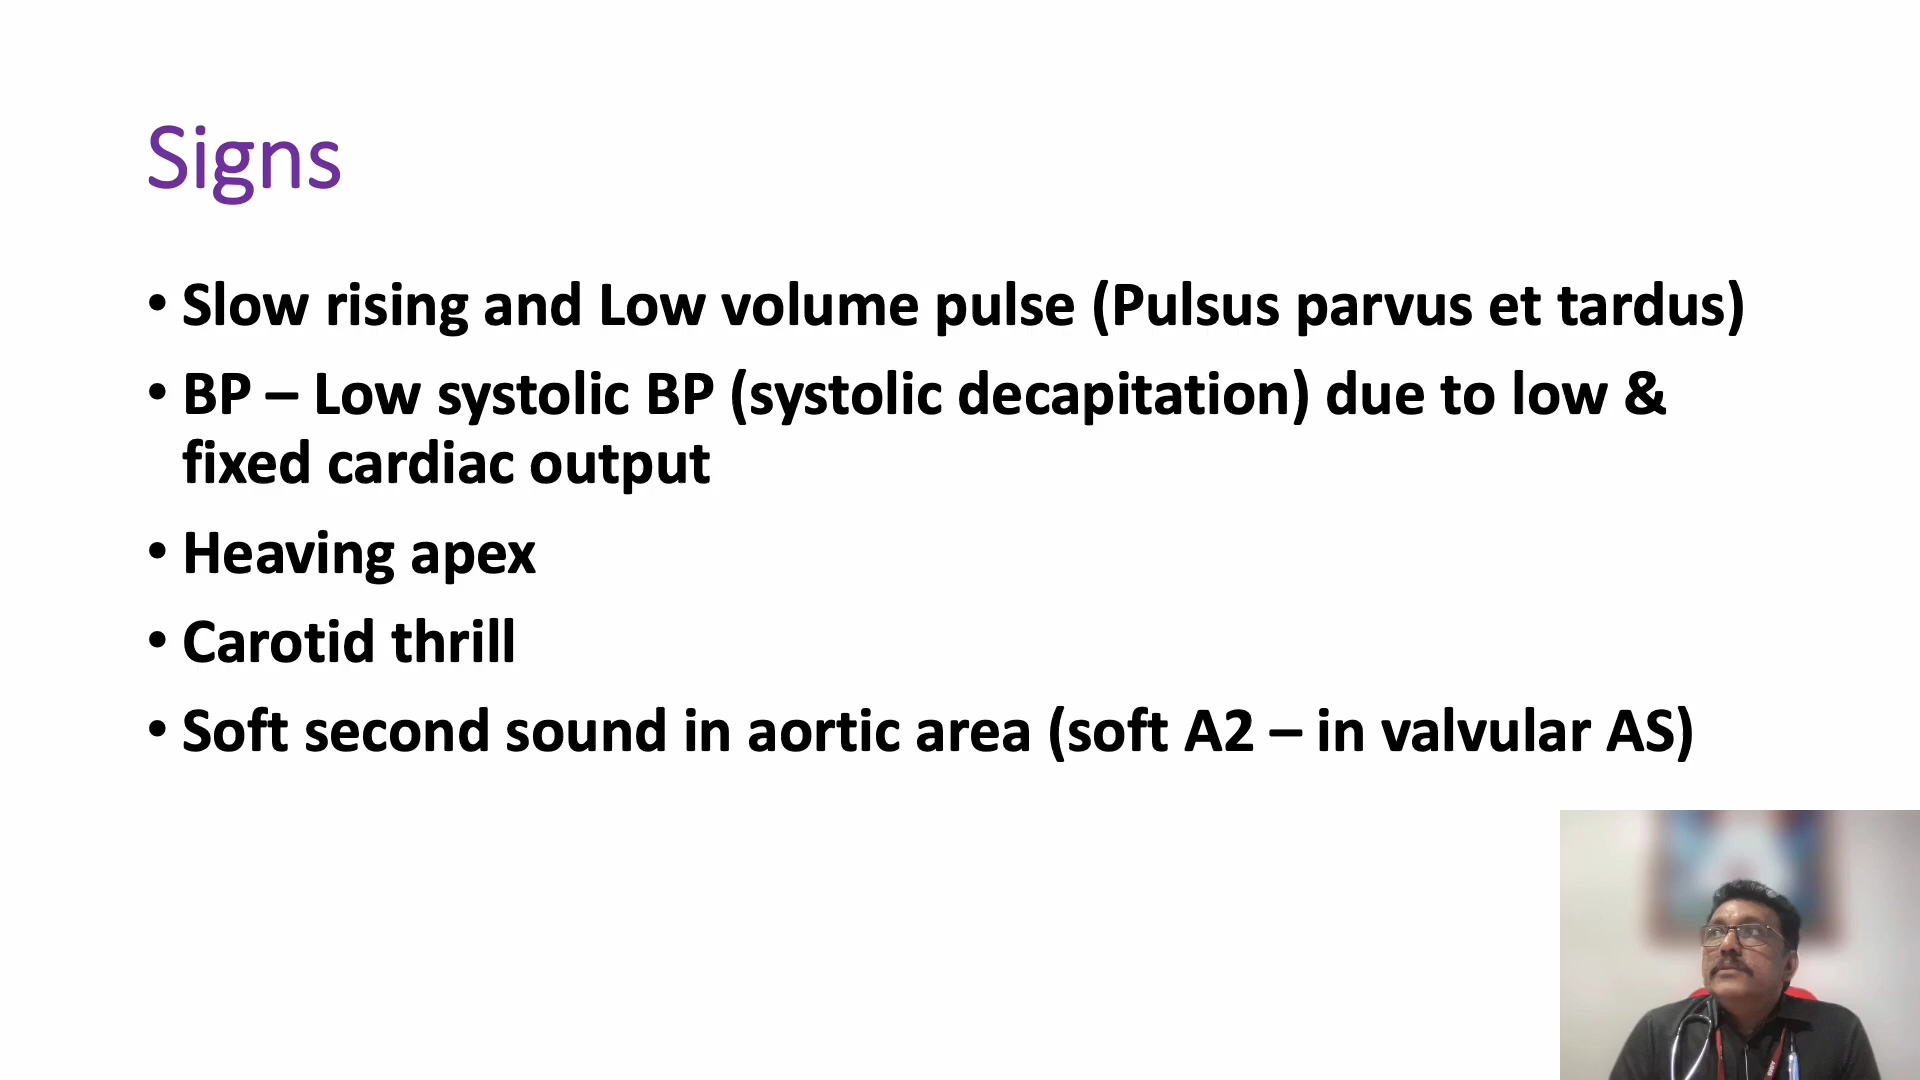 Signs
• Slow rising and Low volume pulse (Pulsus parvus et tardus)
• BP – Low systolic BP (systolic decapitation) due to low &
fixed cardiac output
• Heaving apex
• Carotid thrill
• Soft second sound in aortic area (soft A2 – in valvular AS)